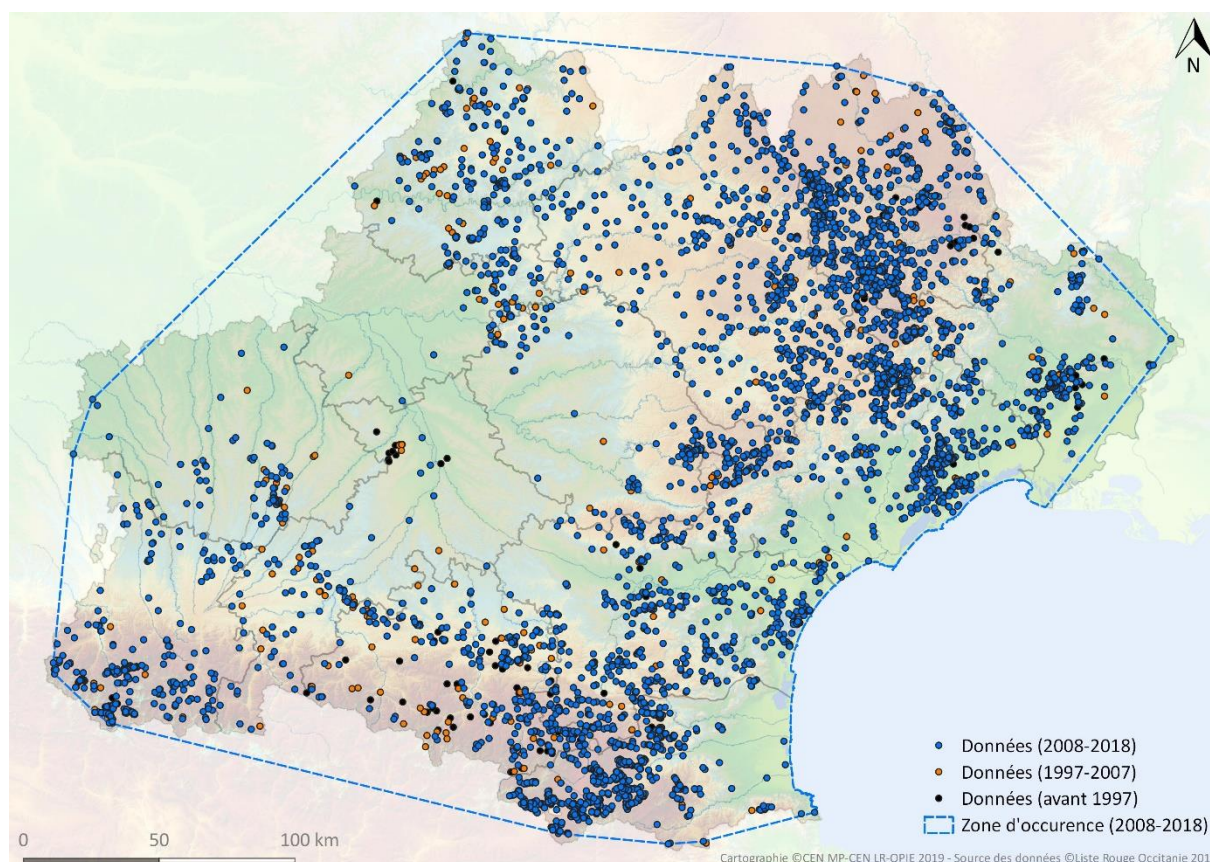 N
Données (2008-2018)
Données (1997-2007)
Données (avant 1997)
Zone d'occurence (2008-2018)
0 50 100 km
Cartographie ©CEN MP-CEN LR-OPIE 2019 - Source des données ©Liste Rouge Occitanie 201